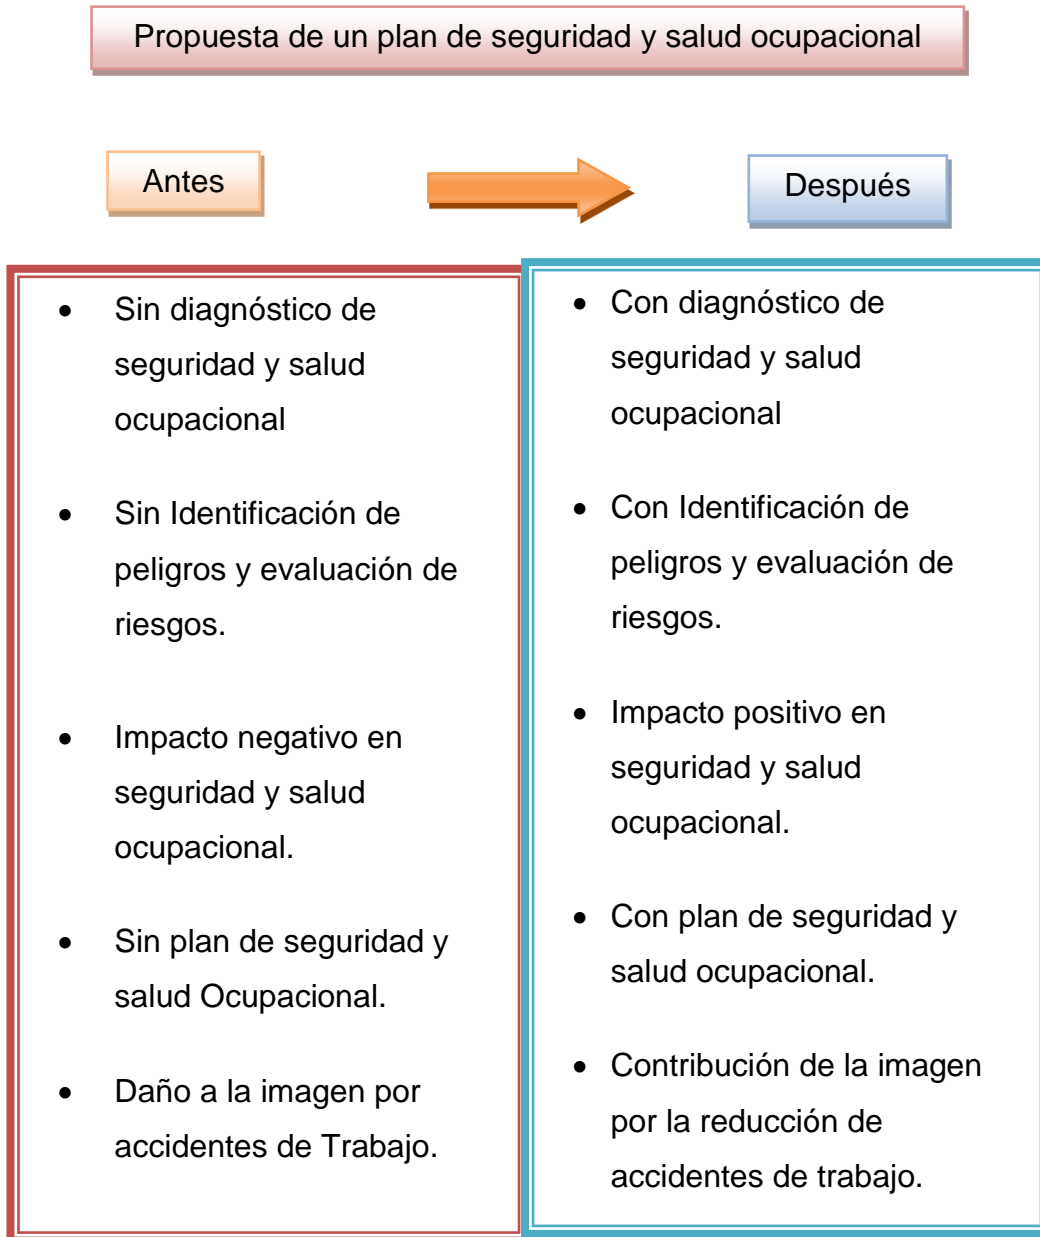 Propuesta de un plan de seguridad y salud ocupacional
Antes
Después
• Sin diagnóstico de
seguridad y salud
ocupacional
• Sin Identificación de
peligros y evaluación de
riesgos.
• Impacto negativo en
seguridad y salud
ocupacional.
• Sin plan de seguridad y
salud Ocupacional.
• Daño a la imagen por
accidentes de Trabajo.
• Con diagnóstico de
seguridad y salud
ocupacional
• Con Identificación de
peligros y evaluación de
riesgos.
• Impacto positivo en
seguridad y salud
ocupacional.
• Con plan de seguridad y
salud ocupacional.
• Contribución de la imagen
por la reducción de
accidentes de trabajo.